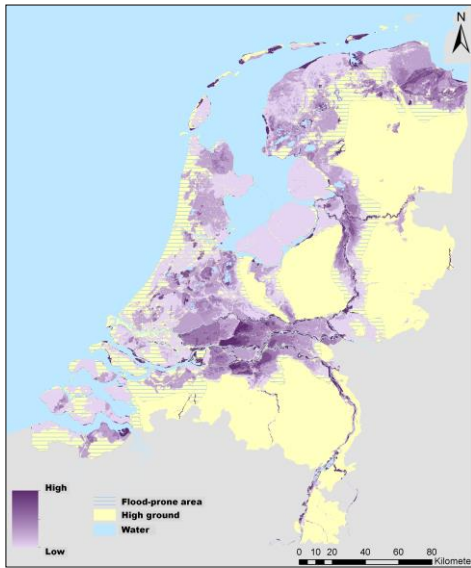 N
High
Low
Flood-prone area
High ground
Water
0 10 20 40 60 80
Kilomete